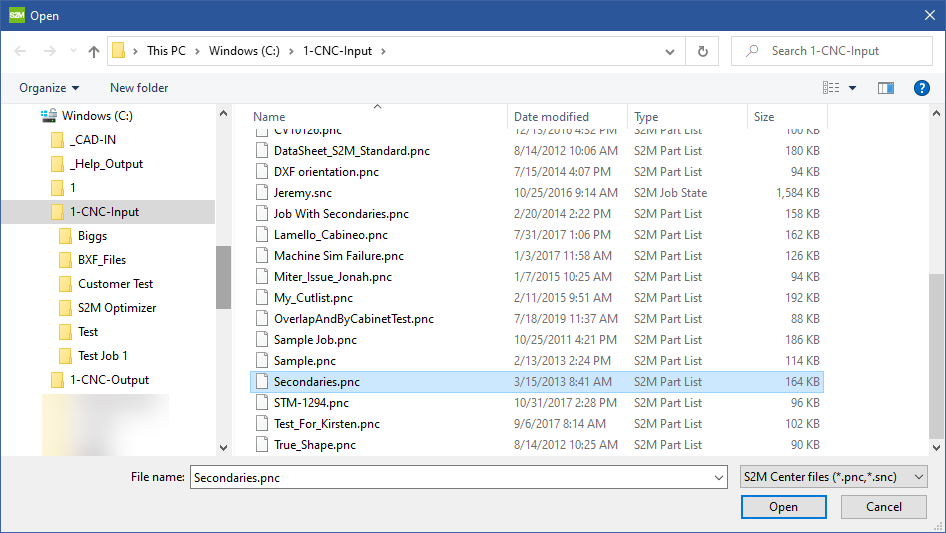 S2M Open
This PC > Windows (C:) > 1-CNC-Input >
Search 1-CNC-Input
Organize New folder
Windows (C:)
_CAD-IN
_Help_Output
1
1-CNC-Input
Biggs
BXF_Files
Customer Test
S2M Optimizer
Test
Test Job 1
1-CNC-Output
Name Date modified Type Size
CV10126.pnc 12/15/2016 4:32 PM S2M Part List 100 KB
DataSheet_S2M_Standard.pnc 8/14/2012 10:06 AM S2M Part List 180 KB
DXF orientation.pnc 7/15/2014 4:07 PM S2M Part List 94 KB
Jeremy.snc 10/25/2016 9:14 AM S2M Job State 1,584 KB
Job With Secondaries.pnc 2/20/2014 2:22 PM S2M Part List 158 KB
Lamello_Cabineo.pnc 7/31/2017 1:06 PM S2M Part List 162 KB
Machine Sim Failure.pnc 1/3/2017 11:58 AM S2M Part List 126 KB
Miter_Issue_Jonah.pnc 1/7/2015 10:25 AM S2M Part List 94 KB
My_Cutlist.pnc 2/11/2015 9:51 AM S2M Part List 192 KB
OverlapAndByCabinetTest.pnc 7/18/2019 11:37 AM S2M Part List 88 KB
Sample Job.pnc 10/25/2011 4:21 PM S2M Part List 186 KB
Sample.pnc 2/13/2013 2:24 PM S2M Part List 114 KB
Secondaries.pnc 3/15/2013 8:41 AM S2M Part List 164 KB
STM-1294.pnc 10/31/2017 2:28 PM S2M Part List 96 KB
Test_For_Kirsten.pnc 9/6/2017 8:14 AM S2M Part List 102 KB
True_Shape.pnc 8/14/2012 10:25 AM S2M Part List 90 KB
File name: Secondaries.pnc S2M Center files (*.pnc,*.snc)
Open Cancel